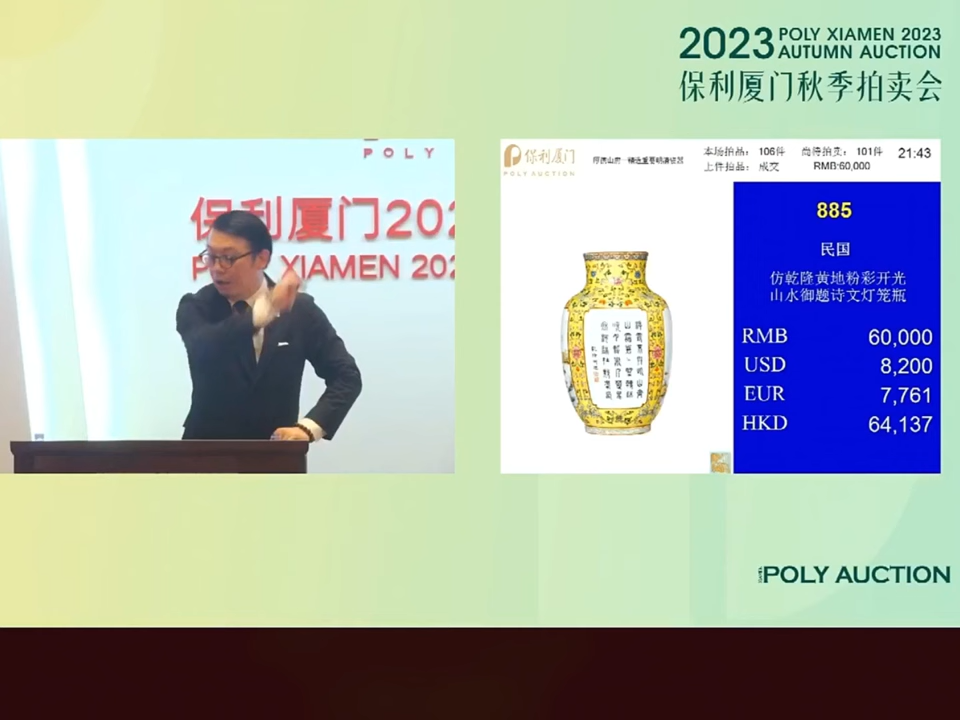 2023 POLY XIAMEN 2023
AUTUMN AUCTION
保利厦门秋季拍卖会
POLY
保利厦门202
XIAMEN 202
保利厦门
POLY AUCTION
本场拍品： 106件 尚待拍卖： 101件 21:43
上件拍品： 成交 RMB:60,000
885
民国
仿乾隆黄地粉彩开光
山水御题诗文灯笼瓶
RMB 60,000
USD 8,200
EUR 7,761
HKD 64,137
POLY AUCTION